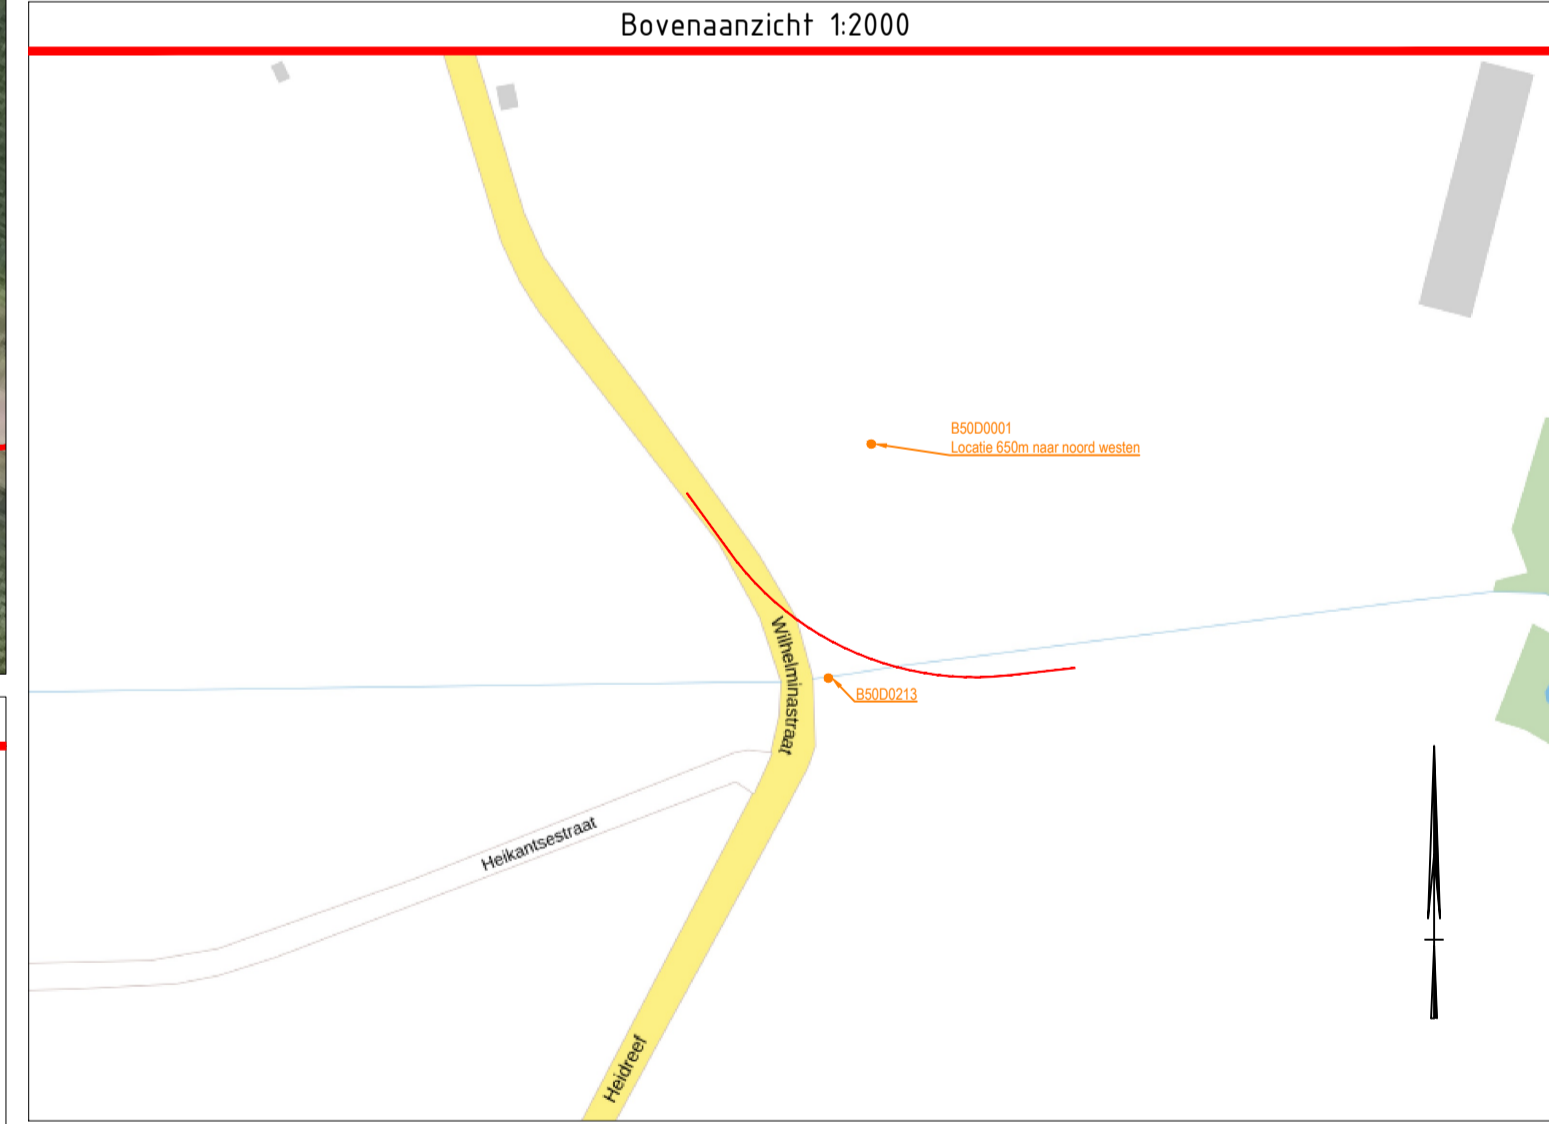 Bovenaanzicht 1:2000
B50D0001
Locatie 650m naar noord westen
Wilhelminastraat
B50D0213
Heikantsestraat
Heidreef